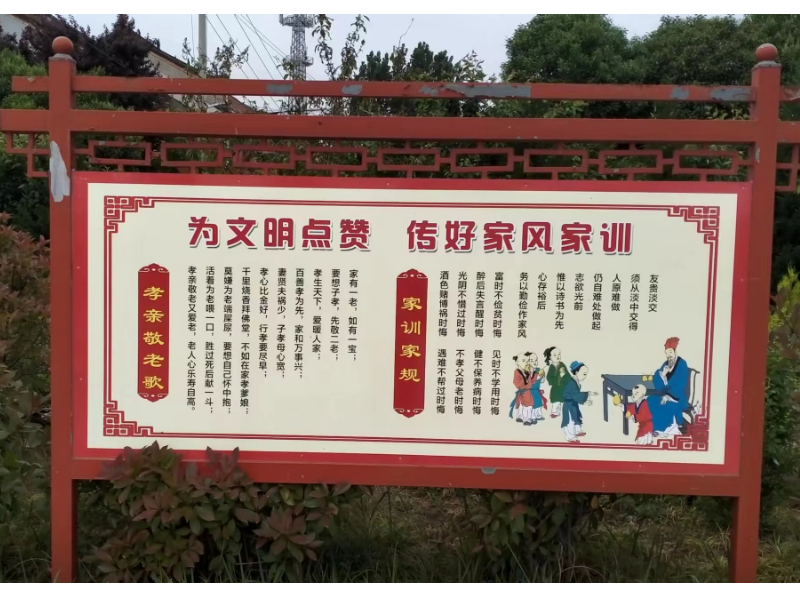 为文明点赞 传好家风家训
孝亲敬老歌
家有一老，如有一宝；
要想子孝，先敬二老；
孝生天下，爱暖人家；
百善孝为先，家和万事兴；
妻贤夫祸少，子孝母心宽；
孝心比金好，行孝要尽早；
千里烧香拜佛堂，不如在家孝爹娘；
莫嫌为老端屎尿，要想自己怀中抱；
活着为老喂一口，胜过死后献一斗；
孝亲敬老又爱老，老人心乐寿自高。
家训家规
友贵淡交
须从淡中交得
人原难做
仍自难处做起
志欲光前
惟以诗书为先
心存裕后
务以勤俭作家风
富时不俭贫时悔 见时不学用时悔
醉后失言醒时悔 健不保养病时悔
光阴不惜过时悔 不孝父母老时悔
酒色赌博祸时悔 遇难不帮过时悔